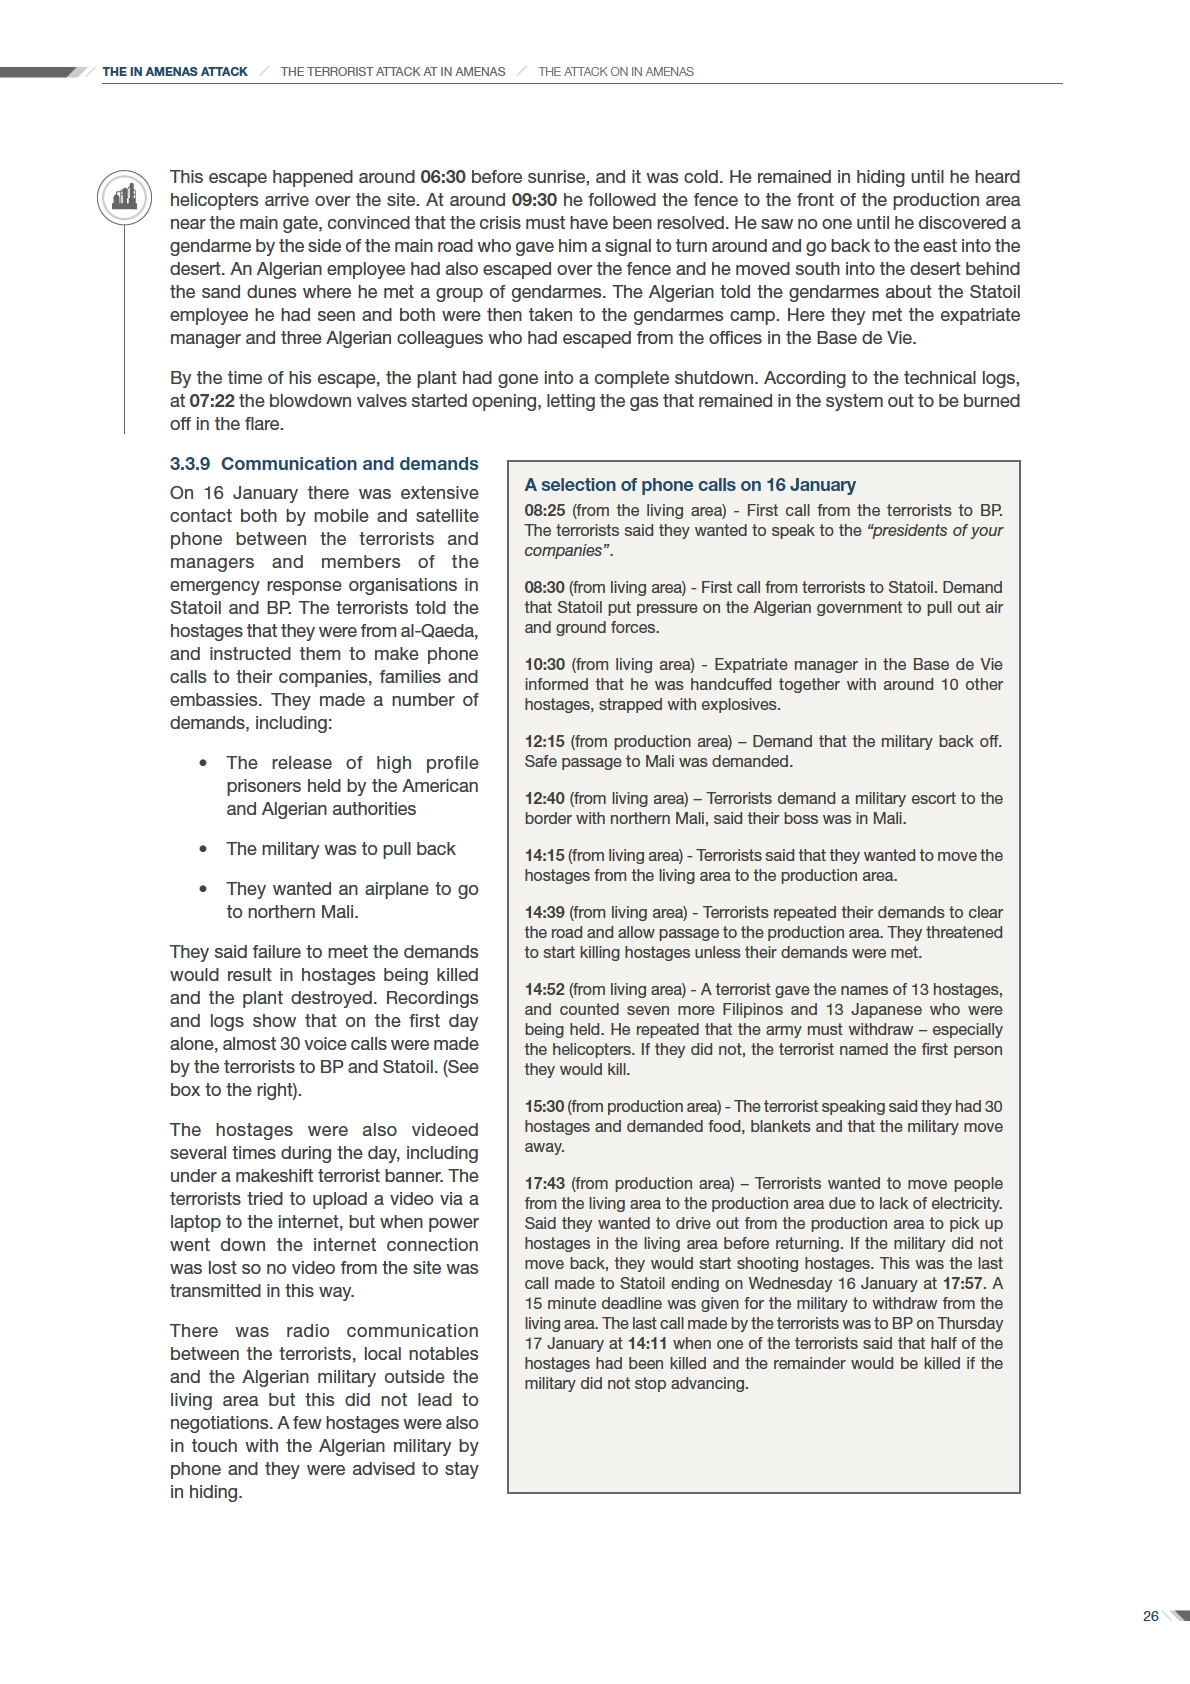 THE IN AMENAS ATTACK / THE TERRORIST ATTACK AT IN AMENAS / THE ATTACK ON IN AMENAS
This escape happened around 06:30 before sunrise, and it was cold. He remained in hiding until he heard
helicopters arrive over the site. At around 09:30 he followed the fence to the front of the production area
near the main gate, convinced that the crisis must have been resolved. He saw no one until he discovered a
gendarme by the side of the main road who gave him a signal to turn around and go back to the east into the
desert. An Algerian employee had also escaped over the fence and he moved south into the desert behind
the sand dunes where he met a group of gendarmes. The Algerian told the gendarmes about the Statoil
employee he had seen and both were then taken to the gendarmes camp. Here they met the expatriate
manager and three Algerian colleagues who had escaped from the offices in the Base de Vie.
By the time of his escape, the plant had gone into a complete shutdown. According to the technical logs,
at 07:22 the blowdown valves started opening, letting the gas that remained in the system out to be burned
off in the flare.
3.3.9 Communication and demands
On 16 January there was extensive
contact both by mobile and satellite
phone between the terrorists and
managers and members of the
emergency response organisations in
Statoil and BP. The terrorists told the
hostages that they were from al-Qaeda,
and instructed them to make phone
calls to their companies, families and
embassies. They made a number of
demands, including:
• The release of high profile
prisoners held by the American
and Algerian authorities
• The military was to pull back
• They wanted an airplane to go
to northern Mali.
They said failure to meet the demands
would result in hostages being killed
and the plant destroyed. Recordings
and logs show that on the first day
alone, almost 30 voice calls were made
by the terrorists to BP and Statoil. (See
box to the right).
The hostages were also videoed
several times during the day, including
under a makeshift terrorist banner. The
terrorists tried to upload a video via a
laptop to the internet, but when power
went down the internet connection
was lost so no video from the site was
transmitted in this way.
There was radio communication
between the terrorists, local notables
and the Algerian military outside the
living area but this did not lead to
negotiations. A few hostages were also
in touch with the Algerian military by
phone and they were advised to stay
in hiding.
A selection of phone calls on 16 January
08:25 (from the living area) - First call from the terrorists to BP.
The terrorists said they wanted to speak to the “presidents of your
companies”.
08:30 (from living area) - First call from terrorists to Statoil. Demand
that Statoil put pressure on the Algerian government to pull out air
and ground forces.
10:30 (from living area) - Expatriate manager in the Base de Vie
informed that he was handcuffed together with around 10 other
hostages, strapped with explosives.
12:15 (from production area) – Demand that the military back off.
Safe passage to Mali was demanded.
12:40 (from living area) – Terrorists demand a military escort to the
border with northern Mali, said their boss was in Mali.
14:15 (from living area) - Terrorists said that they wanted to move the
hostages from the living area to the production area.
14:39 (from living area) - Terrorists repeated their demands to clear
the road and allow passage to the production area. They threatened
to start killing hostages unless their demands were met.
14:52 (from living area) - A terrorist gave the names of 13 hostages,
and counted seven more Filipinos and 13 Japanese who were
being held. He repeated that the army must withdraw – especially
the helicopters. If they did not, the terrorist named the first person
they would kill.
15:30 (from production area) - The terrorist speaking said they had 30
hostages and demanded food, blankets and that the military move
away.
17:43 (from production area) – Terrorists wanted to move people
from the living area to the production area due to lack of electricity.
Said they wanted to drive out from the production area to pick up
hostages in the living area before returning. If the military did not
move back, they would start shooting hostages. This was the last
call made to Statoil ending on Wednesday 16 January at 17:57. A
15 minute deadline was given for the military to withdraw from the
living area. The last call made by the terrorists was to BP on Thursday
17 January at 14:11 when one of the terrorists said that half of the
hostages had been killed and the remainder would be killed if the
military did not stop advancing.
26